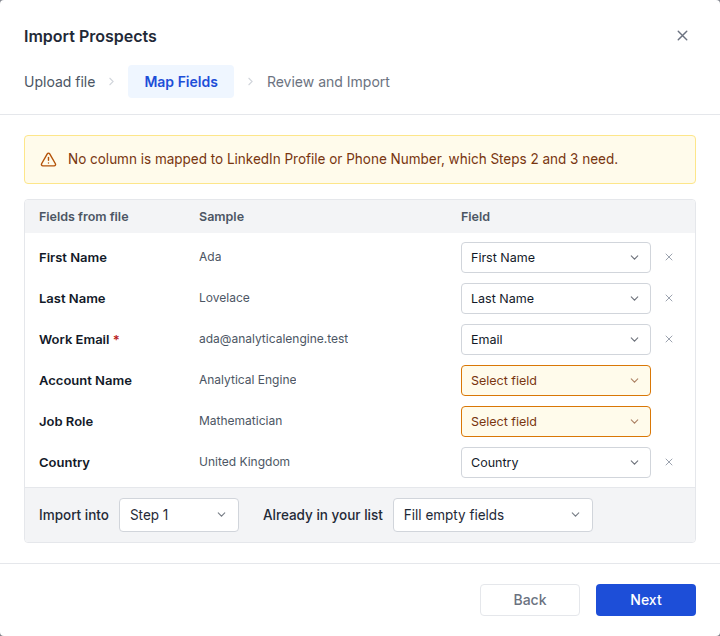 Import Prospects
Upload file
Map Fields
Review and Import
No column is mapped to LinkedIn Profile or Phone Number, which Steps 2 and 3 need.
Fields from file Sample Field
First Name Ada First Name
Last Name Lovelace Last Name
Work Email * ada@analyticalengine.test Email
Account Name Analytical Engine Select field
Job Role Mathematician Select field
Country United Kingdom Country
Import into Step 1 Already in your list Fill empty fields
Back Next